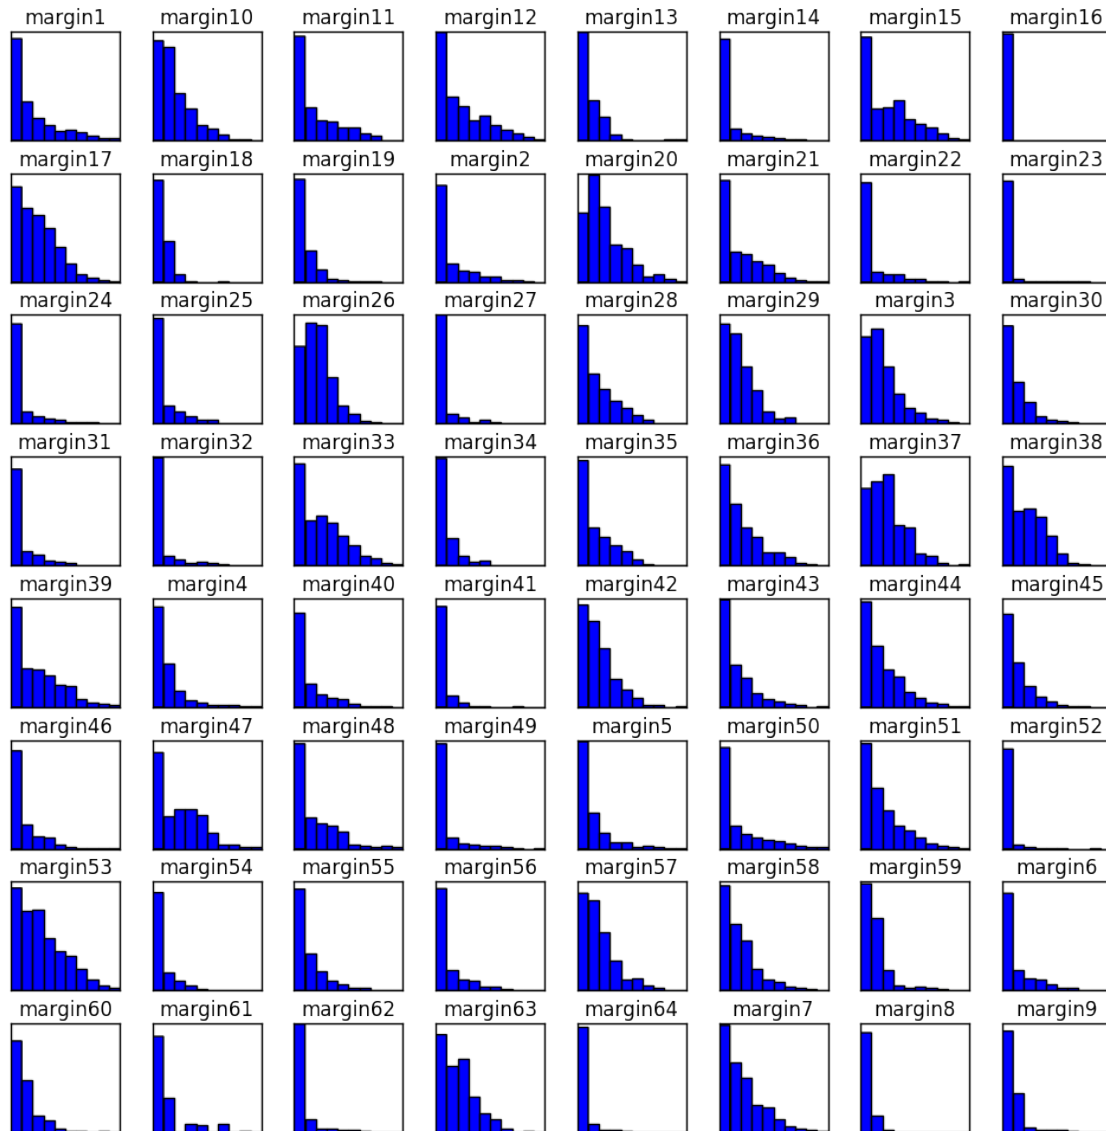 margin1 margin10 margin11 margin12 margin13 margin14 margin15 margin16
margin17 margin18 margin19 margin2 margin20 margin21 margin22 margin23
margin24 margin25 margin26 margin27 margin28 margin29 margin3 margin30
margin31 margin32 margin33 margin34 margin35 margin36 margin37 margin38
margin39 margin4 margin40 margin41 margin42 margin43 margin44 margin45
margin46 margin47 margin48 margin49 margin5 margin50 margin51 margin52
margin53 margin54 margin55 margin56 margin57 margin58 margin59 margin6
margin60 margin61 margin62 margin63 margin64 margin7 margin8 margin9